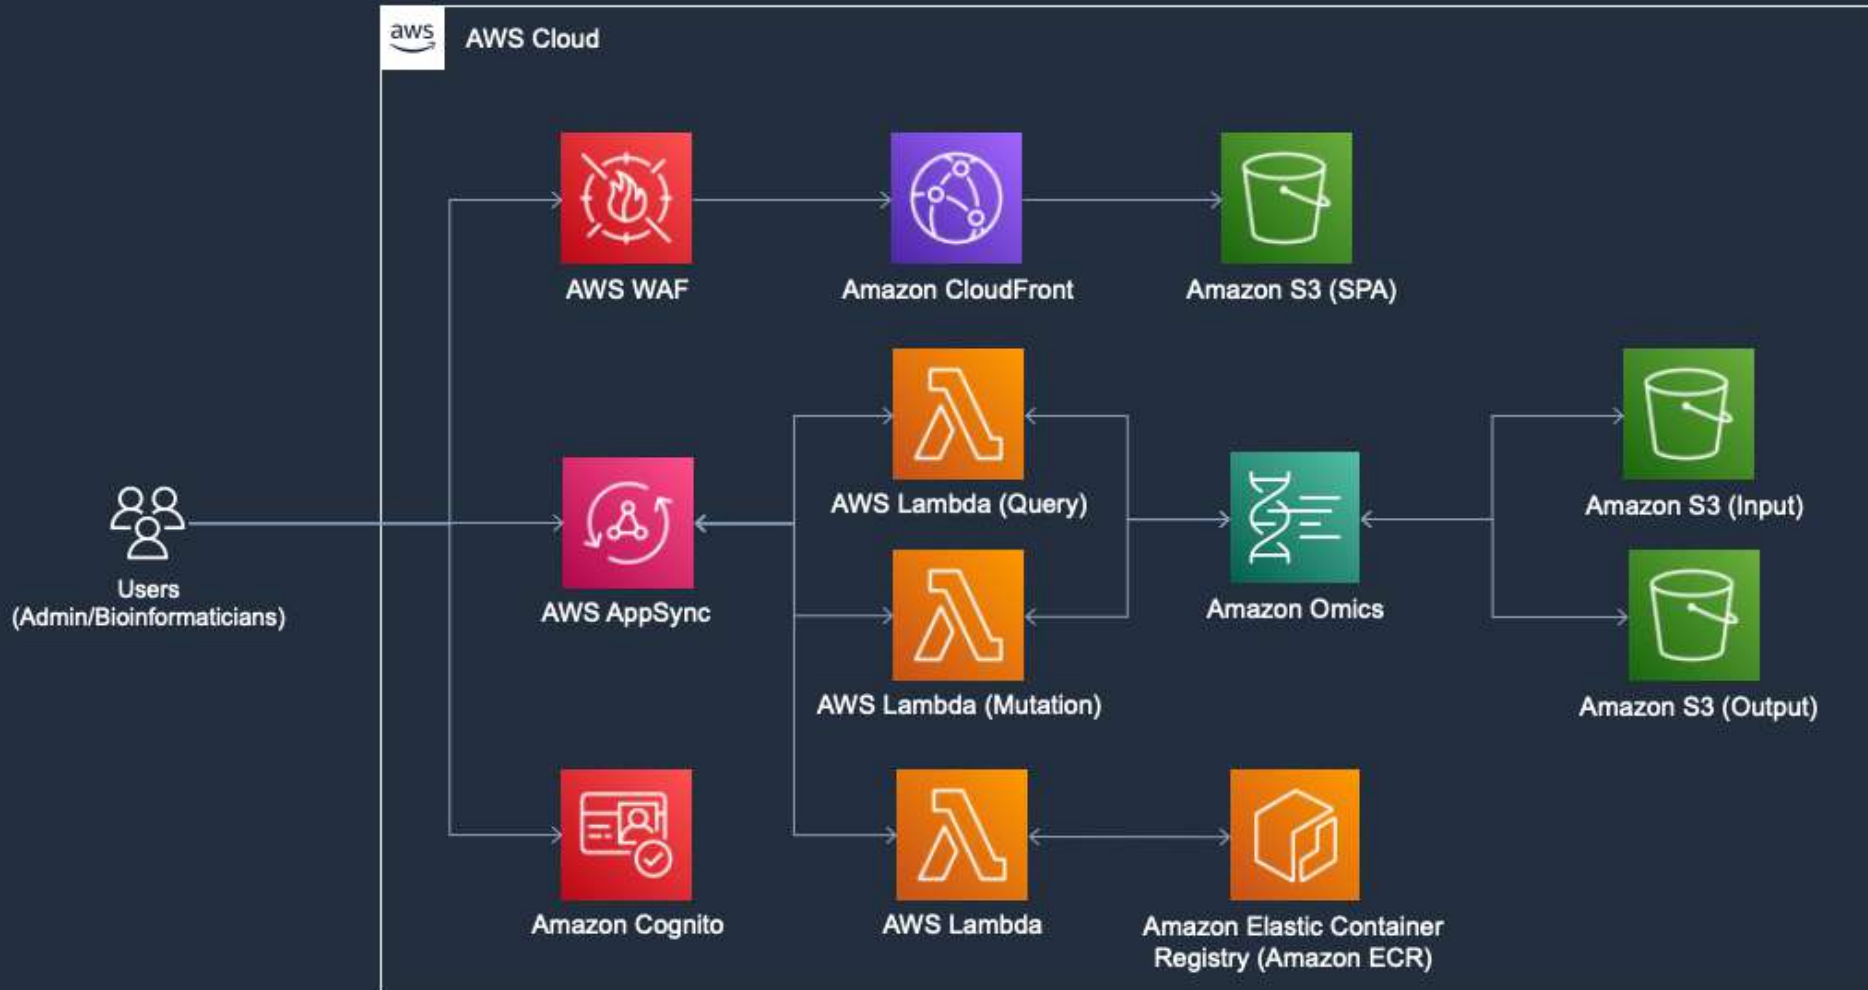 aws
AWS Cloud
AWS WAF
Amazon CloudFront
Amazon S3 (SPA)
Users
(Admin/Bioinformaticians)
AWS AppSync
AWS Lambda (Query)
AWS Lambda (Mutation)
Amazon Omics
Amazon S3 (Input)
Amazon S3 (Output)
Amazon Cognito
AWS Lambda
Amazon Elastic Container
Registry (Amazon ECR)